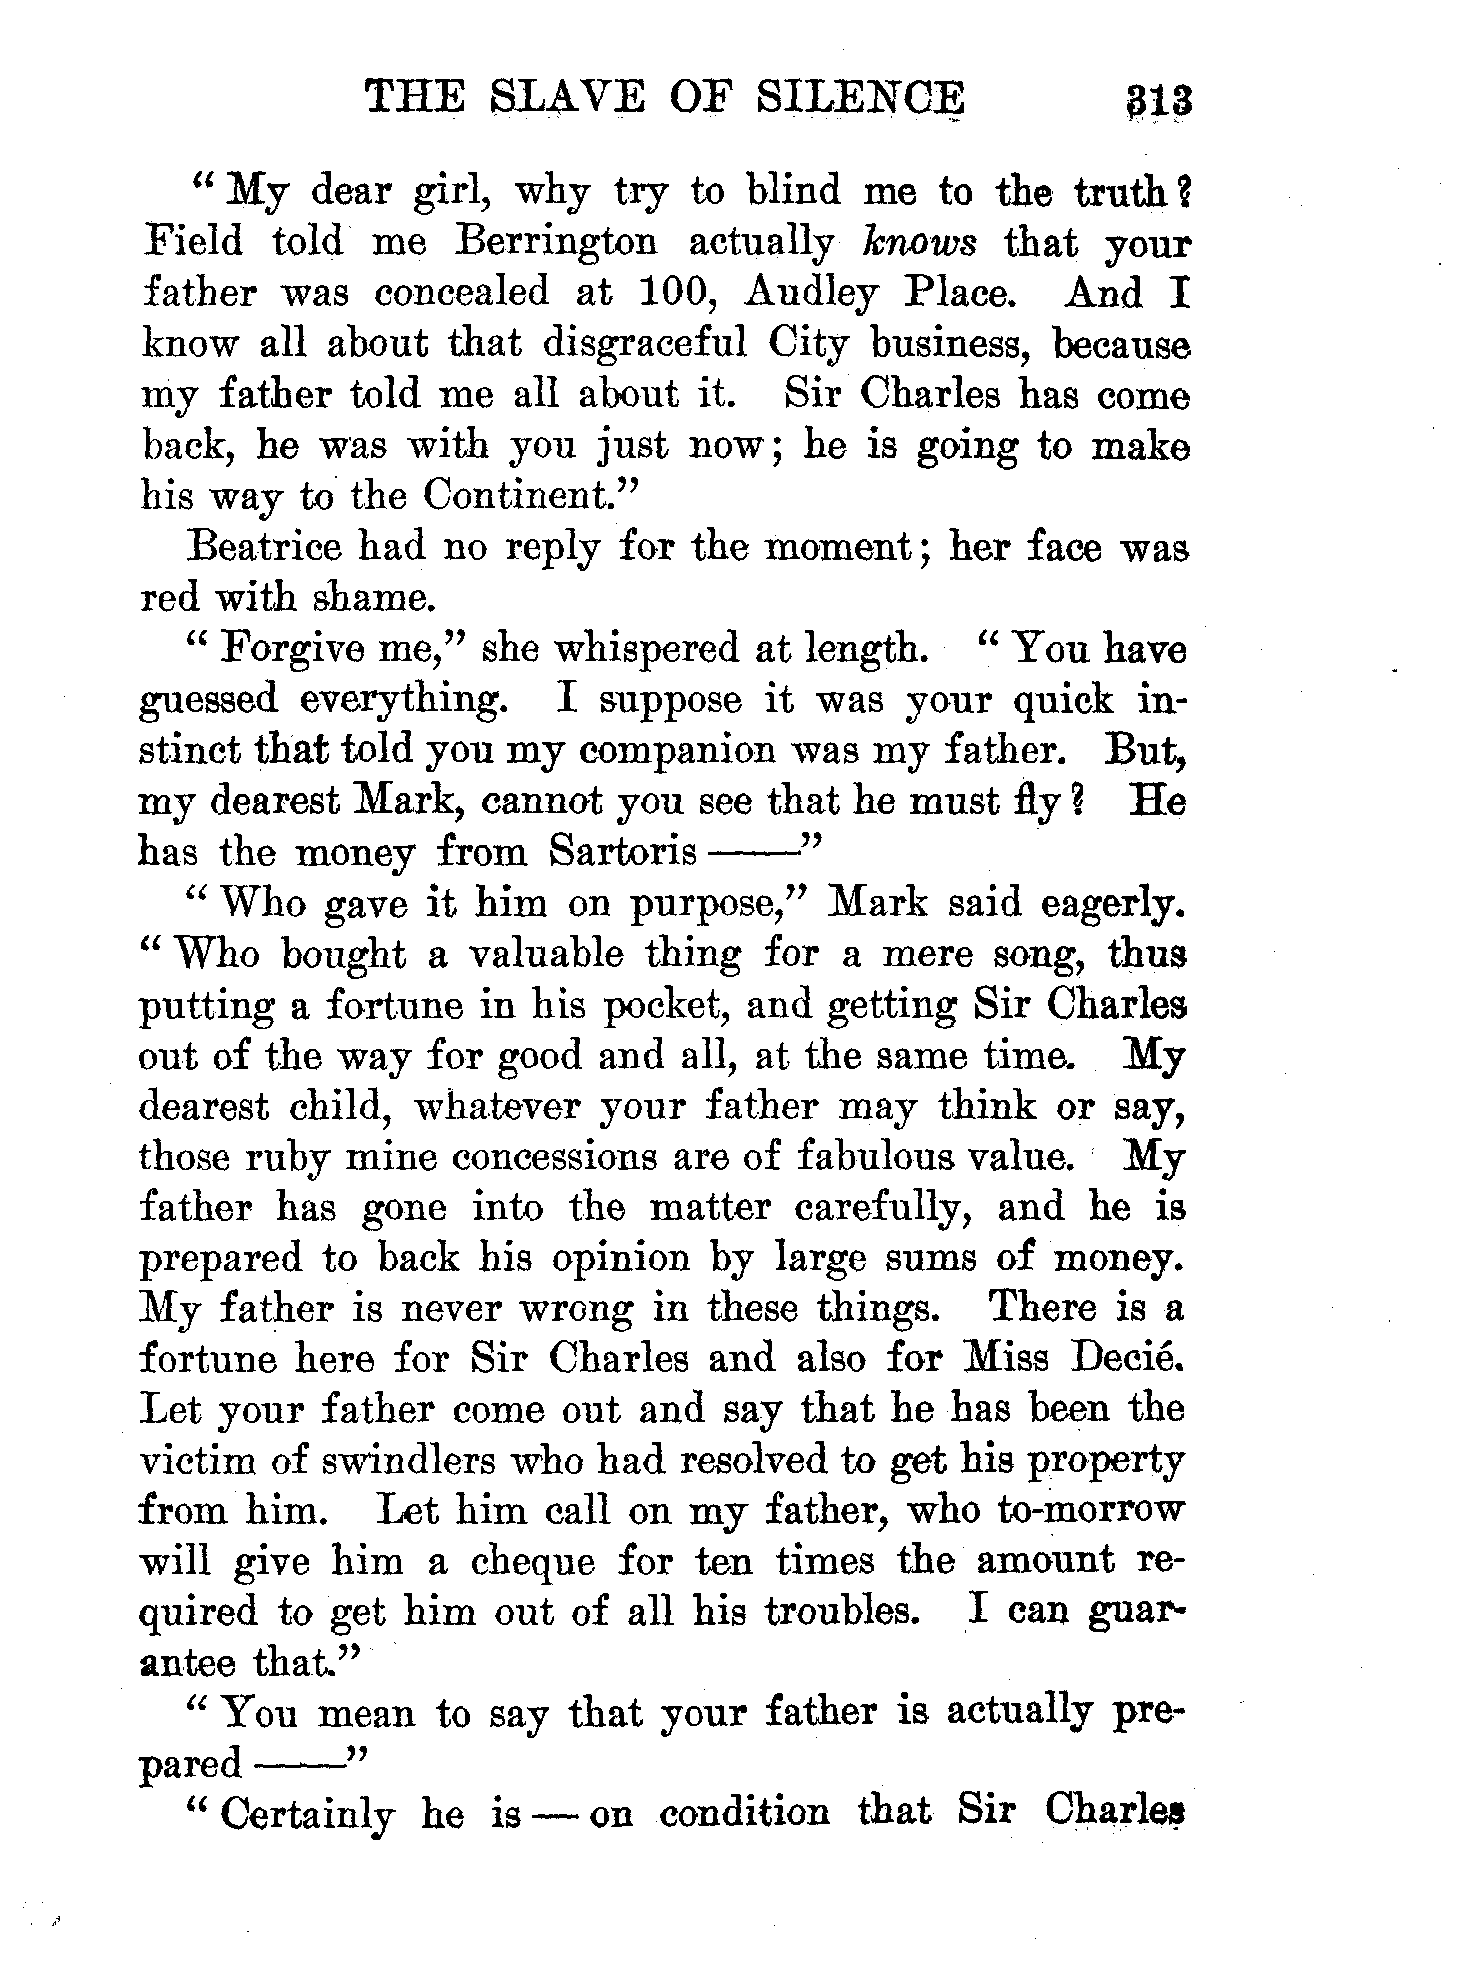 THE SLAVE OF SILENCE 313
“ My dear girl, why try to blind me to the truth?
Field told me Berrington actually knows that your
father was concealed at 100, Audley Place. And I
know all about that disgraceful City business, because
my father told me all about it. Sir Charles has come
back, he was with you just now; he is going to make
his way to the Continent.”
Beatrice had no reply for the moment; her face was
red with shame.
“ Forgive me,” she whispered at length. “ You have
guessed everything. I suppose it was your quick in-
stinct that told you my companion was my father. But,
my dearest Mark, cannot you see that he must fly? He
has the money from Sartoris ——”
“ Who gave it him on purpose,” Mark said eagerly.
“ Who bought a valuable thing for a mere song, thus
putting a fortune in his pocket, and getting Sir Charles
out of the way for good and all, at the same time. My
dearest child, whatever your father may think or say,
those ruby mine concessions are of fabulous value. My
father has gone into the matter carefully, and he is
prepared to back his opinion by large sums of money.
My father is never wrong in these things. There is a
fortune here for Sir Charles and also for Miss Decié.
Let your father come out and say that he has been the
victim of swindlers who had resolved to get his property
from him. Let him call on my father, who to-morrow
will give him a cheque for ten times the amount re-
quired to get him out of all his troubles. I can guar-
antee that.”
“ You mean to say that your father is actually pre-
pared ——”
“ Certainly he is — on condition that Sir Charles